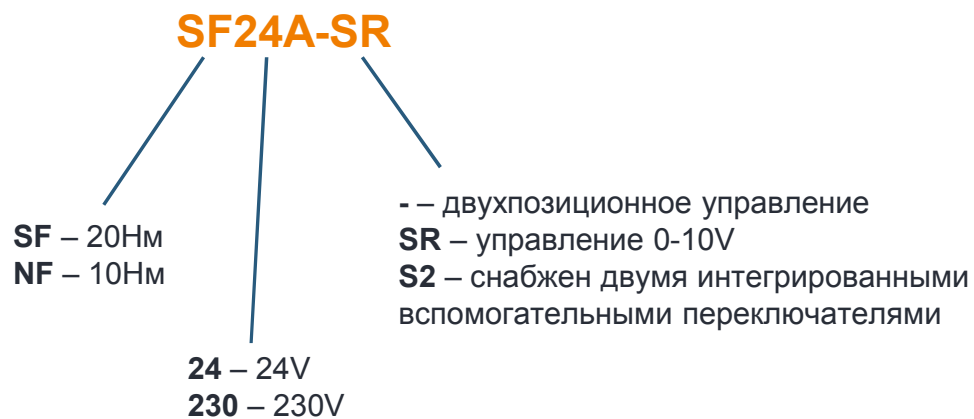 SF24A-SR
SF – 20Нм
NF – 10Нм
- – двухпозиционное управление
SR – управление 0-10V
S2 – снабжен двумя интегрированными
вспомогательными переключателями
24 – 24V
230 – 230V